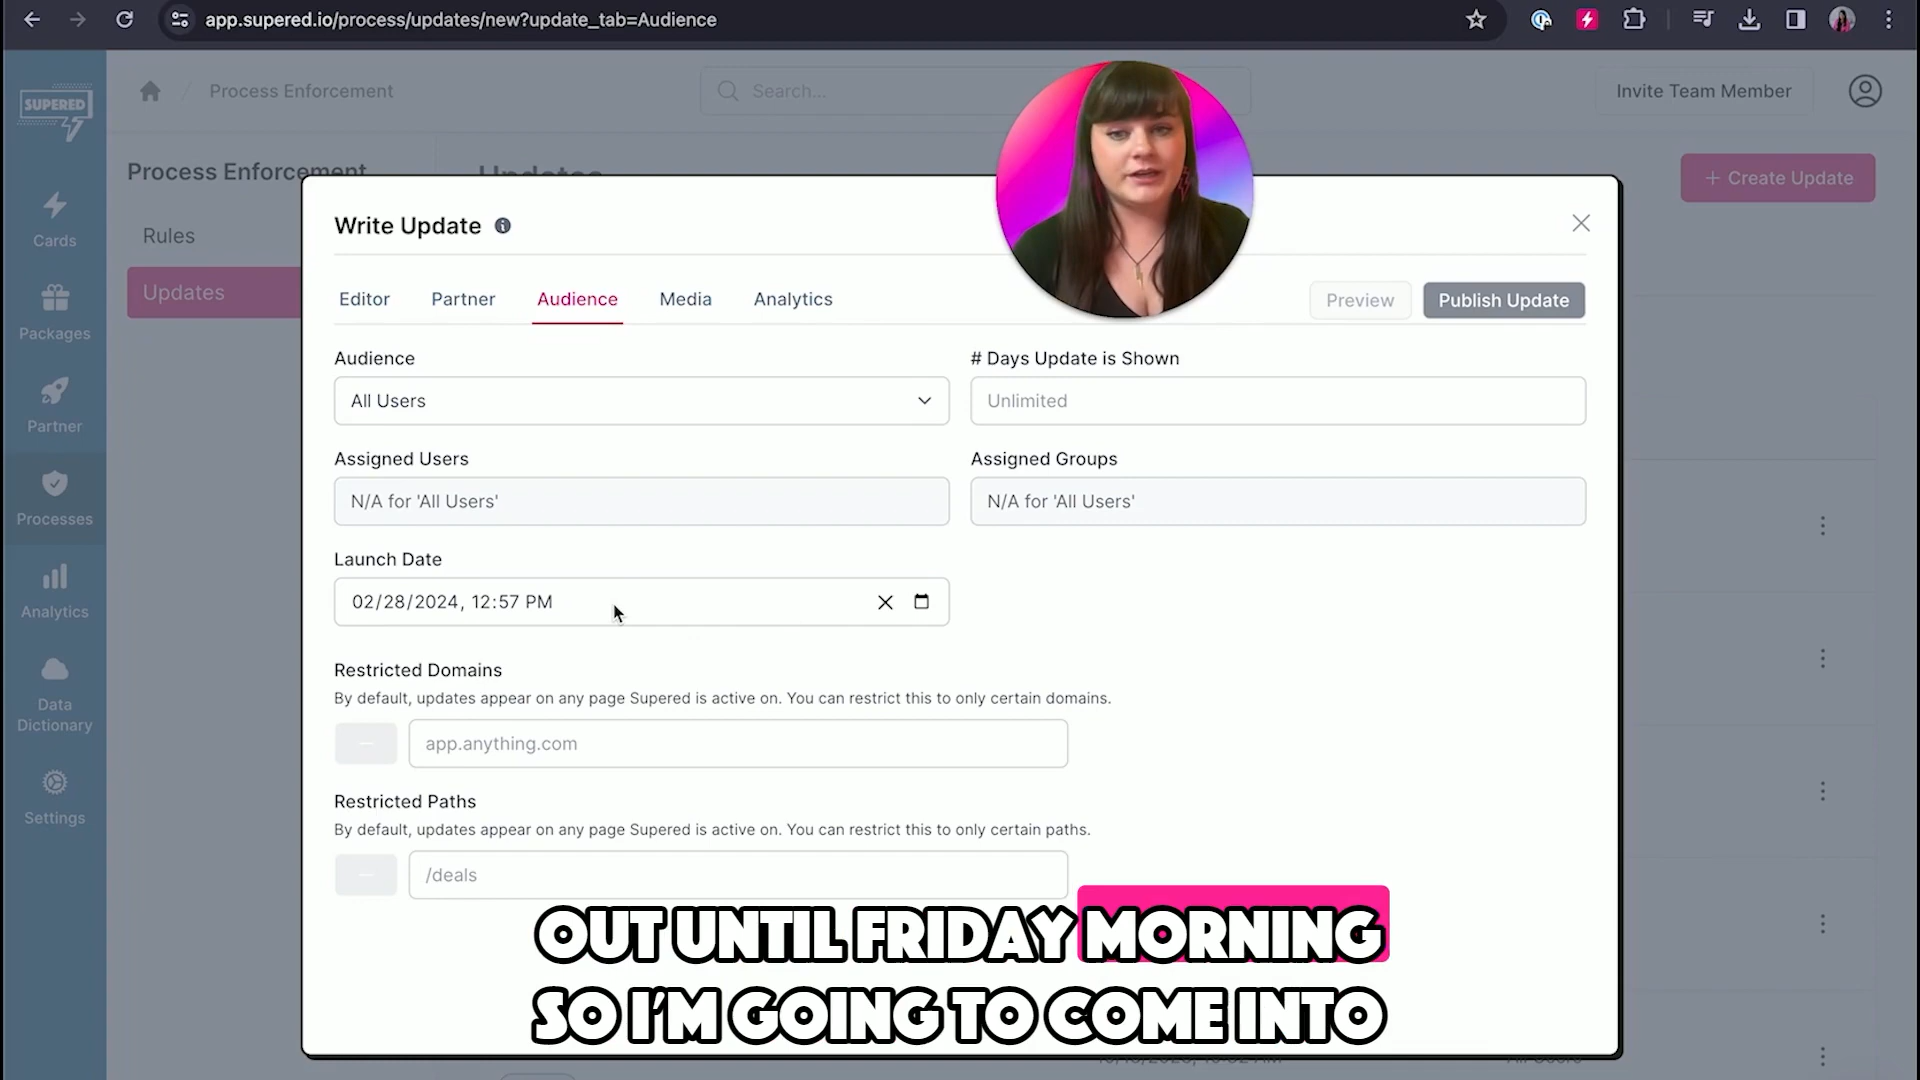 app.supered.io/process/updates/new?update_tab=Audience
SUPERED
Process Enforcement
Search...
Invite Team Member
Process Enforcement
Updates
+ Create Update
Cards
Rules
Updates
Packages
Partner
Processes
Analytics
Data
Dictionary
Settings
Write Update
Editor
Partner
Audience
Media
Analytics
Preview
Publish Update
Audience
# Days Update is Shown
All Users
Unlimited
Assigned Users
Assigned Groups
N/A for 'All Users'
N/A for 'All Users'
Launch Date
02/28/2024, 12:57 PM
Restricted Domains
By default, updates appear on any page Supered is active on. You can restrict this to only certain domains.
app.anything.com
Restricted Paths
By default, updates appear on any page Supered is active on. You can restrict this to only certain paths.
/deals
OUT UNTIL FRIDAY MORNING
SO I'M GOING TO COME INTO